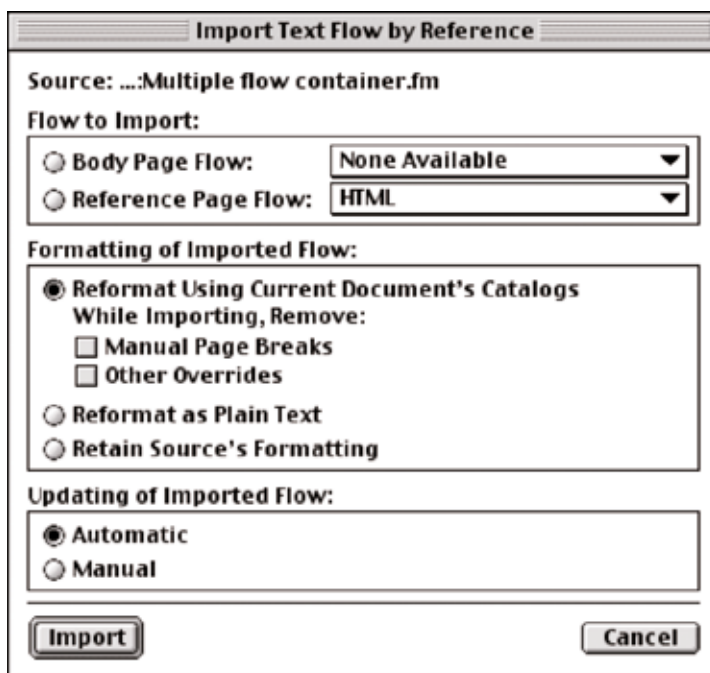 Import Text Flow by Reference
Source: ...:Multiple flow container.fm
Flow to Import:
Body Page Flow: None Available
Reference Page Flow: HTML
Formatting of Imported Flow:
Reformat Using Current Document's Catalogs
While Importing, Remove:
Manual Page Breaks
Other Overrides
Reformat as Plain Text
Retain Source's Formatting
Updating of Imported Flow:
Automatic
Manual
Import Cancel